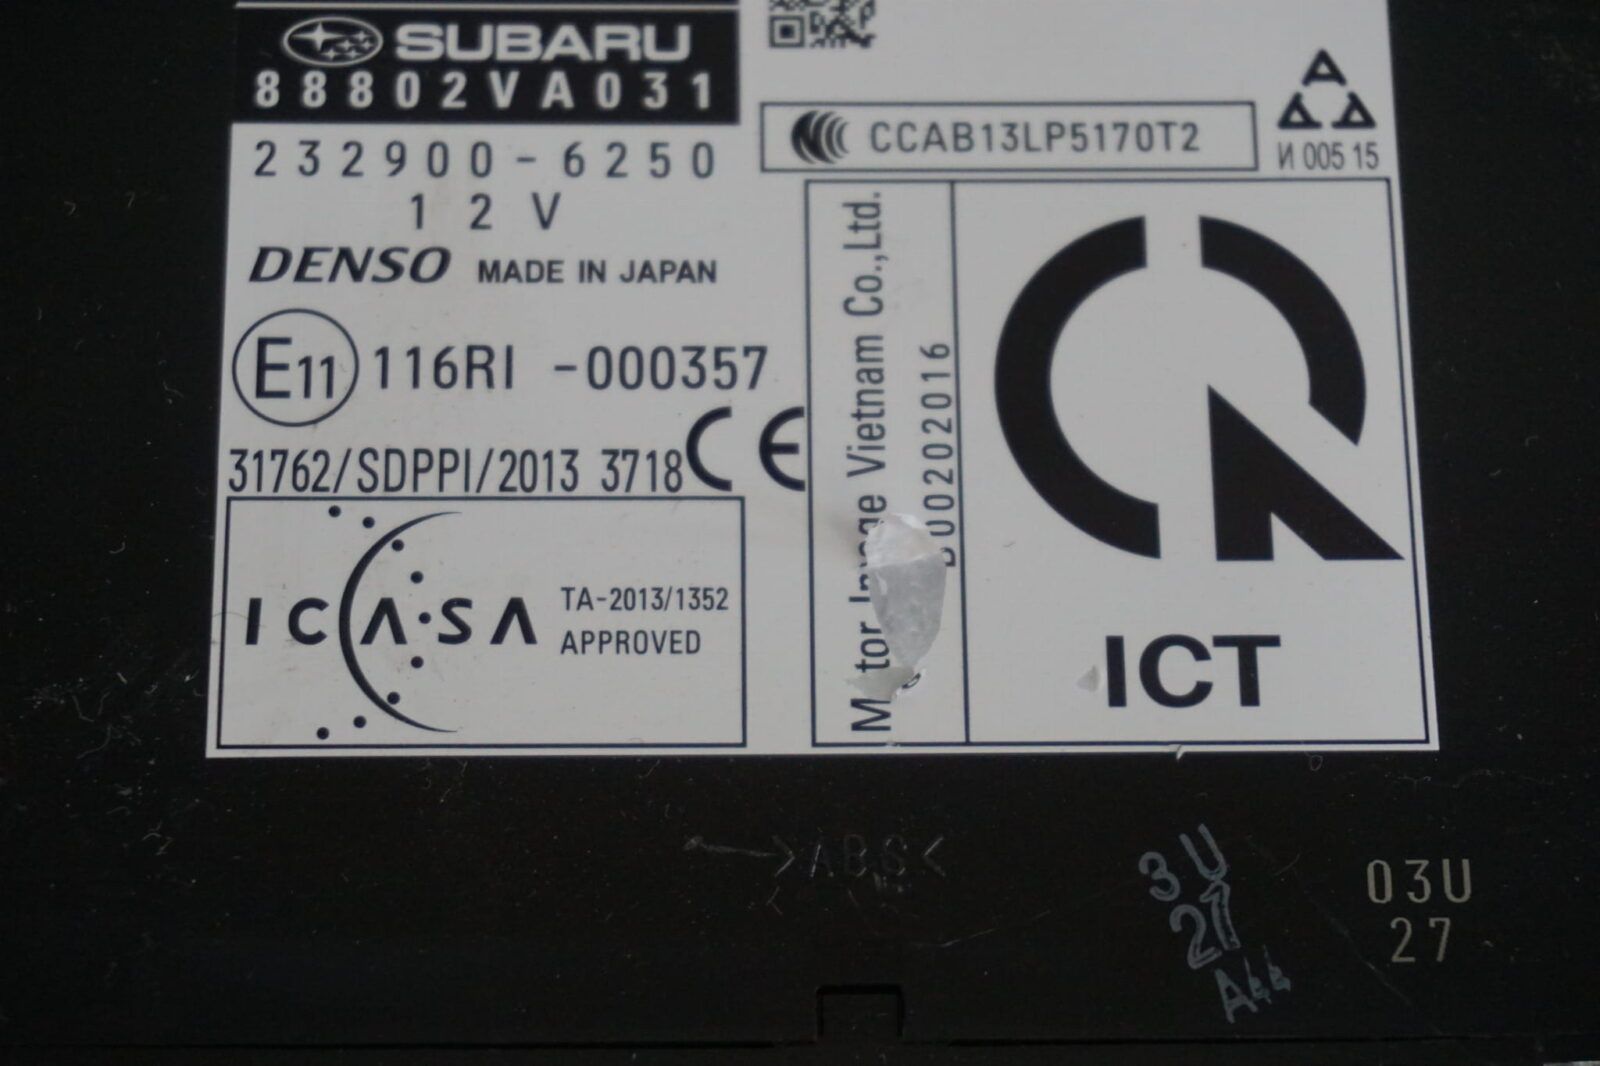 SUBARU
88802VA031
232900-6250
12V
DENSO MADE IN JAPAN
E11 116RI -000357
31762/SDPPI/2013 3718 CE
ICASA TA-2013/1352
APPROVED
CCAB13LP5170T2
И 005 15
Vietnam Co.,Ltd.
ICT
>ABS<
3U
27
A44
03U
27